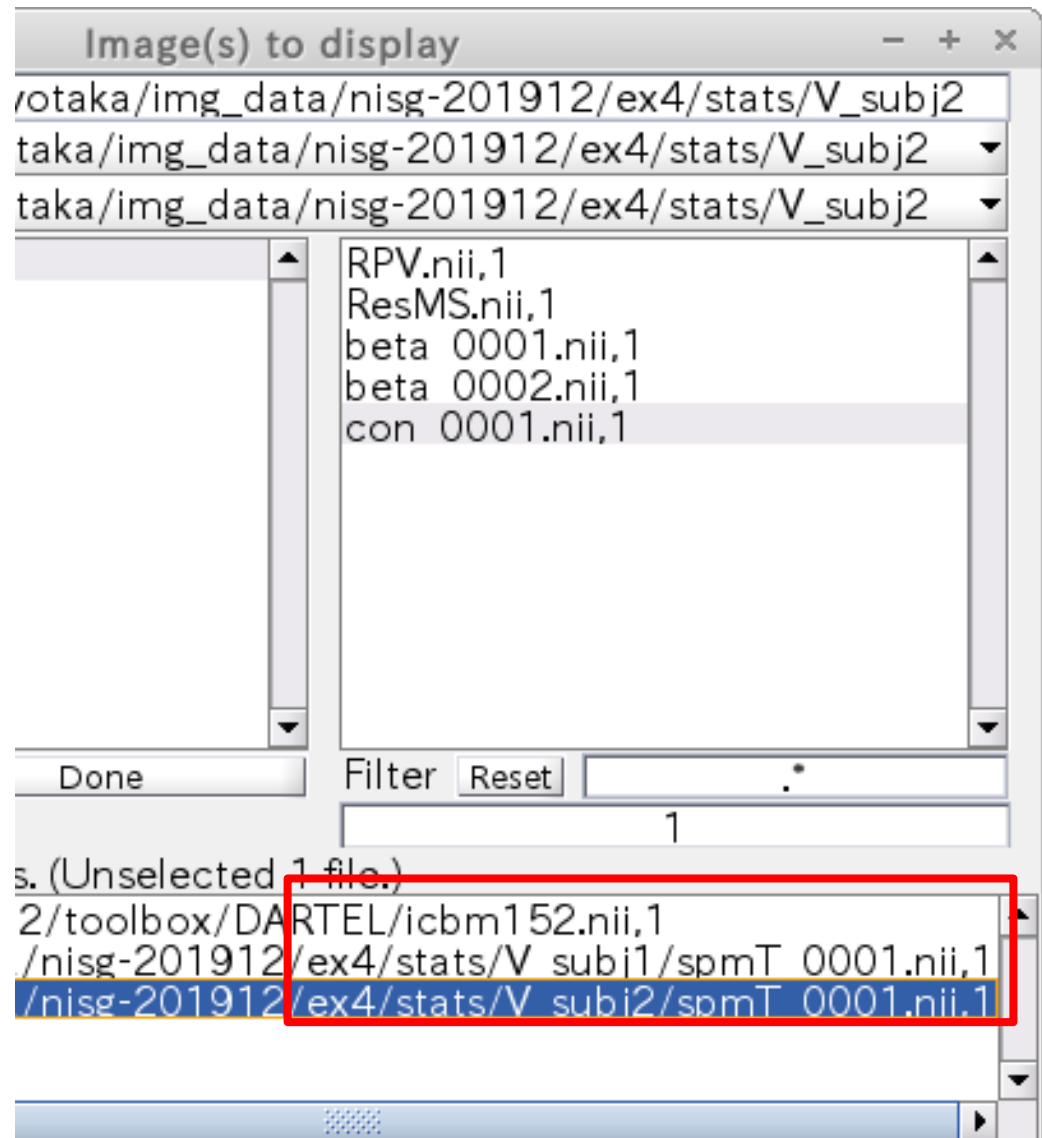 Image(s) to display
yotaka/img_data/nisg-201912/ex4/stats/V_subj2
taka/img_data/nisg-201912/ex4/stats/V_subj2
taka/img_data/nisg-201912/ex4/stats/V_subj2
RPV.nii,1
ResMS.nii,1
beta_0001.nii,1
beta_0002.nii,1
con_0001.nii,1
Done
Filter Reset .*
1
s. (Unselected 1 file.)
2/toolbox/DARTEL/icbm152.nii,1
/nisg-201912/ex4/stats/V_subj1/spmT_0001.nii,1
/nisg-201912/ex4/stats/V_subj2/spmT_0001.nii,1